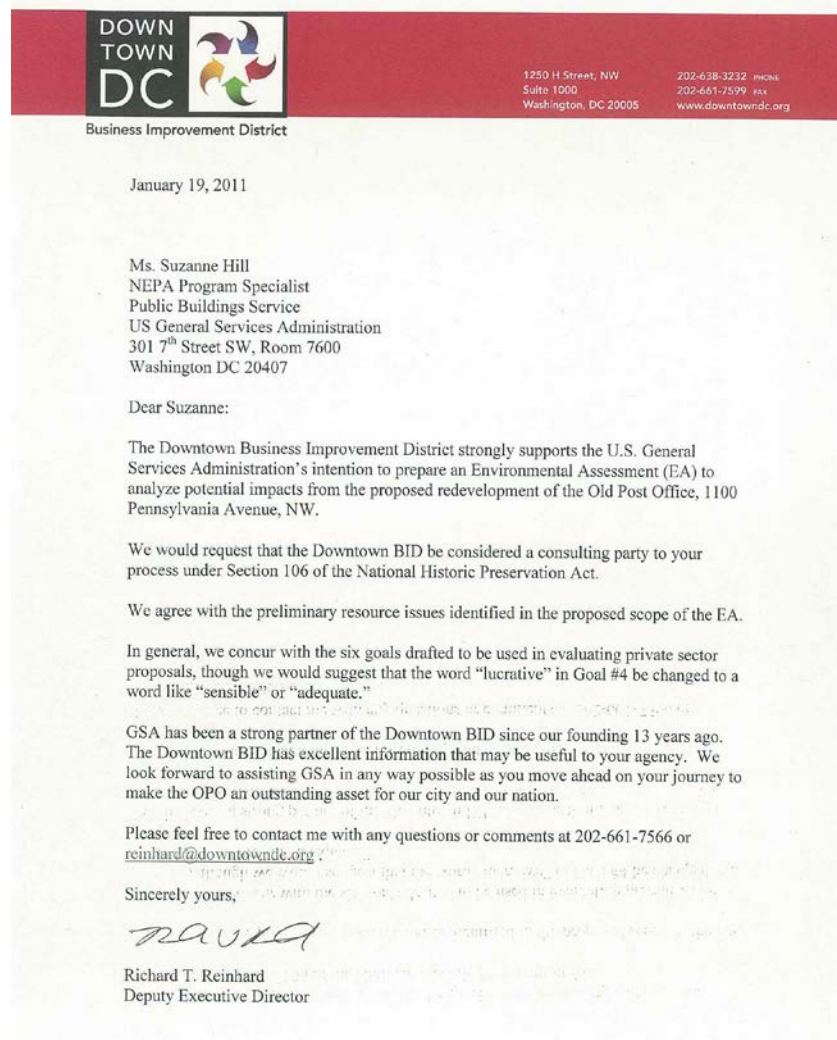 DOWN
TOWN
DC
Business Improvement District
1250 H Street, NW
Suite 1000
Washington, DC 20005
202-638-3232 PHONE
202-661-7599 FAX
www.downtowndc.org
January 19, 2011
Ms. Suzanne Hill
NEPA Program Specialist
Public Buildings Service
US General Services Administration
301 7th Street SW, Room 7600
Washington DC 20407
Dear Suzanne:
The Downtown Business Improvement District strongly supports the U.S. General
Services Administration's intention to prepare an Environmental Assessment (EA) to
analyze potential impacts from the proposed redevelopment of the Old Post Office, 1100
Pennsylvania Avenue, NW.
We would request that the Downtown BID be considered a consulting party to your
process under Section 106 of the National Historic Preservation Act.
We agree with the preliminary resource issues identified in the proposed scope of the EA.
In general, we concur with the six goals drafted to be used in evaluating private sector
proposals, though we would suggest that the word "lucrative" in Goal #4 be changed to a
word like "sensible" or "adequate."
GSA has been a strong partner of the Downtown BID since our founding 13 years ago.
The Downtown BID has excellent information that may be useful to your agency. We
look forward to assisting GSA in any way possible as you move ahead on your journey to
make the OPO an outstanding asset for our city and our nation.
Please feel free to contact me with any questions or comments at 202-661-7566 or
reinhard@downtowndc.org .
Sincerely yours,
Richard T. Reinhard
Deputy Executive Director